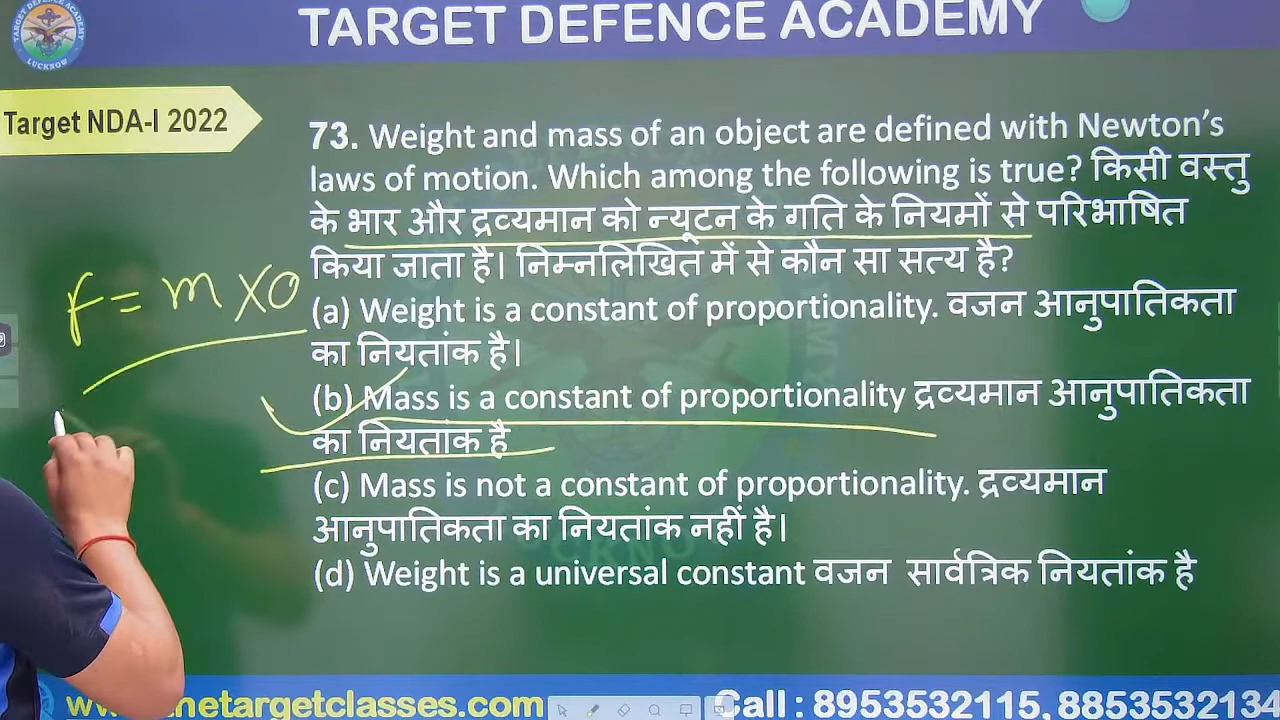 TARGET DEFENCE ACADEMY
TARGET DEFENCE ACADEMY
LUCKNOW
Target NDA-I 2022
73. Weight and mass of an object are defined with Newton's
laws of motion. Which among the following is true? किसी वस्तु
के भार और द्रव्यमान को न्यूटन के गति के नियमों से परिभाषित
किया जाता है। निम्नलिखित में से कौन सा सत्य है?
F = m X a
(a) Weight is a constant of proportionality. वजन आनुपातिकता
का नियतांक है।
(b) Mass is a constant of proportionality द्रव्यमान आनुपातिकता
का नियतांक है
(c) Mass is not a constant of proportionality. द्रव्यमान
आनुपातिकता का नियतांक नहीं है।
(d) Weight is a universal constant वजन सार्वत्रिक नियतांक है
Call : 8953532115, 8853532134